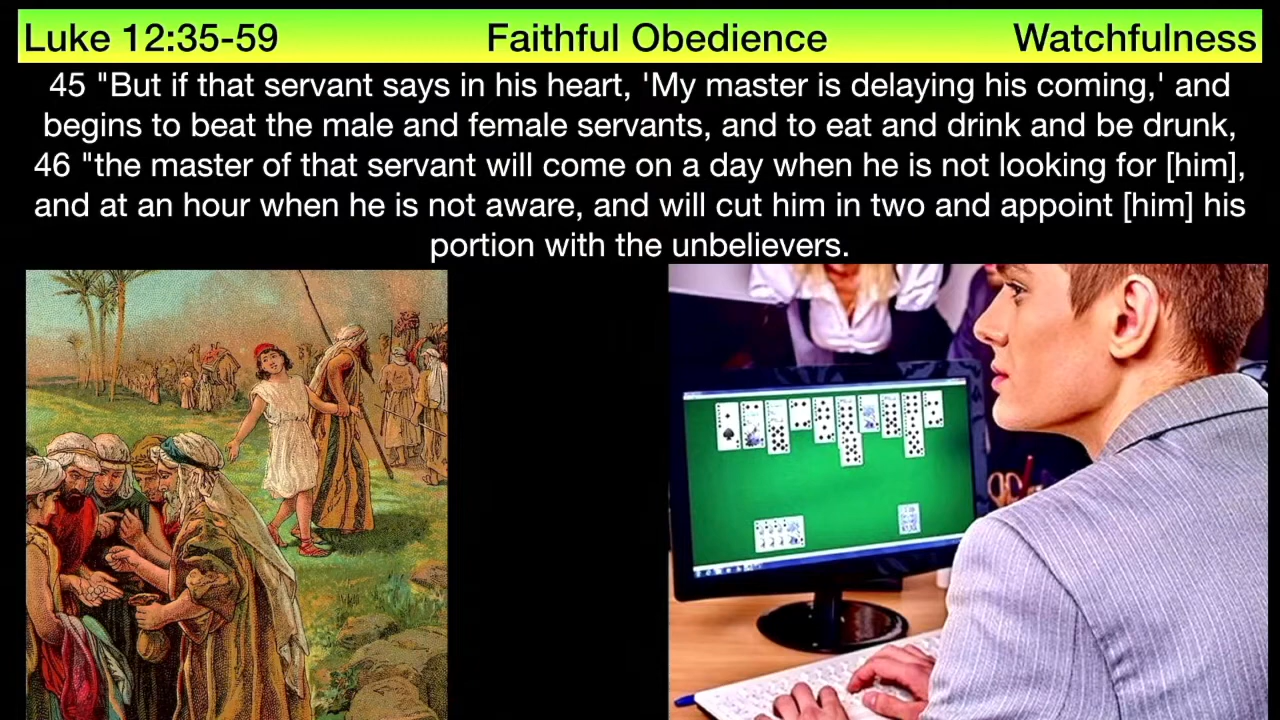 Luke 12:35-59 Faithful Obedience Watchfulness
45 "But if that servant says in his heart, 'My master is delaying his coming,' and
begins to beat the male and female servants, and to eat and drink and be drunk,
46 "the master of that servant will come on a day when he is not looking for [him],
and at an hour when he is not aware, and will cut him in two and appoint [him] his
portion with the unbelievers.